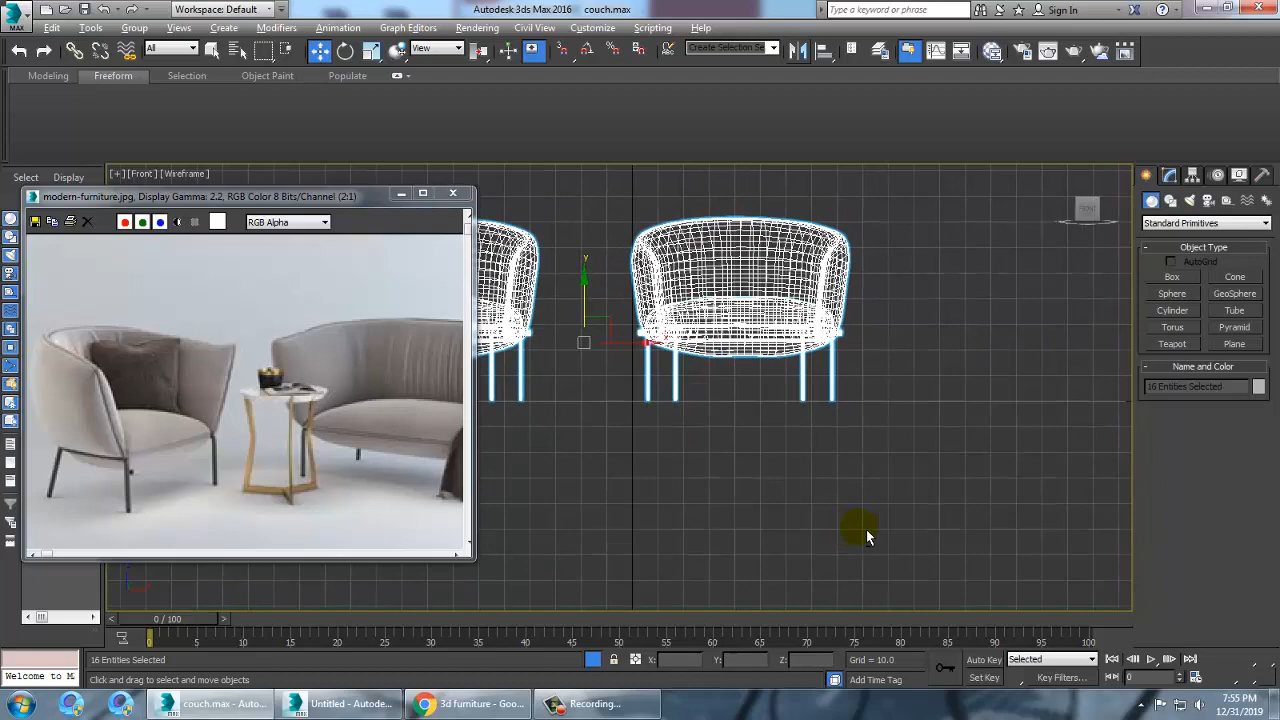 MAX
Workspace: Default
Autodesk 3ds Max 2016
couch.max
Type a keyword or phrase
Sign In
Edit
Tools
Group
Views
Create
Modifiers
Animation
Graph Editors
Rendering
Civil View
Customize
Scripting
Help
All
View
Create Selection Se
Modeling
Freeform
Selection
Object Paint
Populate
Select
Display
[+] [Front] [Wireframe]
FRONT
modern-furniture.jpg, Display Gamma: 2.2, RGB Color 8 Bits/Channel (2:1)
RGB Alpha
y
Standard Primitives
Object Type
AutoGrid
Box
Cone
Sphere
GeoSphere
Cylinder
Tube
Torus
Pyramid
Teapot
Plane
Name and Color
16 Entities Selected
0 / 100
0 5 10 15 20 25 30 35 40 45 50 55 60 65 70 75 80 85 90 95 100
16 Entities Selected
X:
Y:
Z:
Grid = 10.0
Auto Key
Selected
Welcome to M
Click and drag to select and move objects
Add Time Tag
Set Key
Key Filters...
0
couch.max - Auto...
Untitled - Autode...
3d furniture - Goo...
Recording...
7:55 PM
12/31/2019